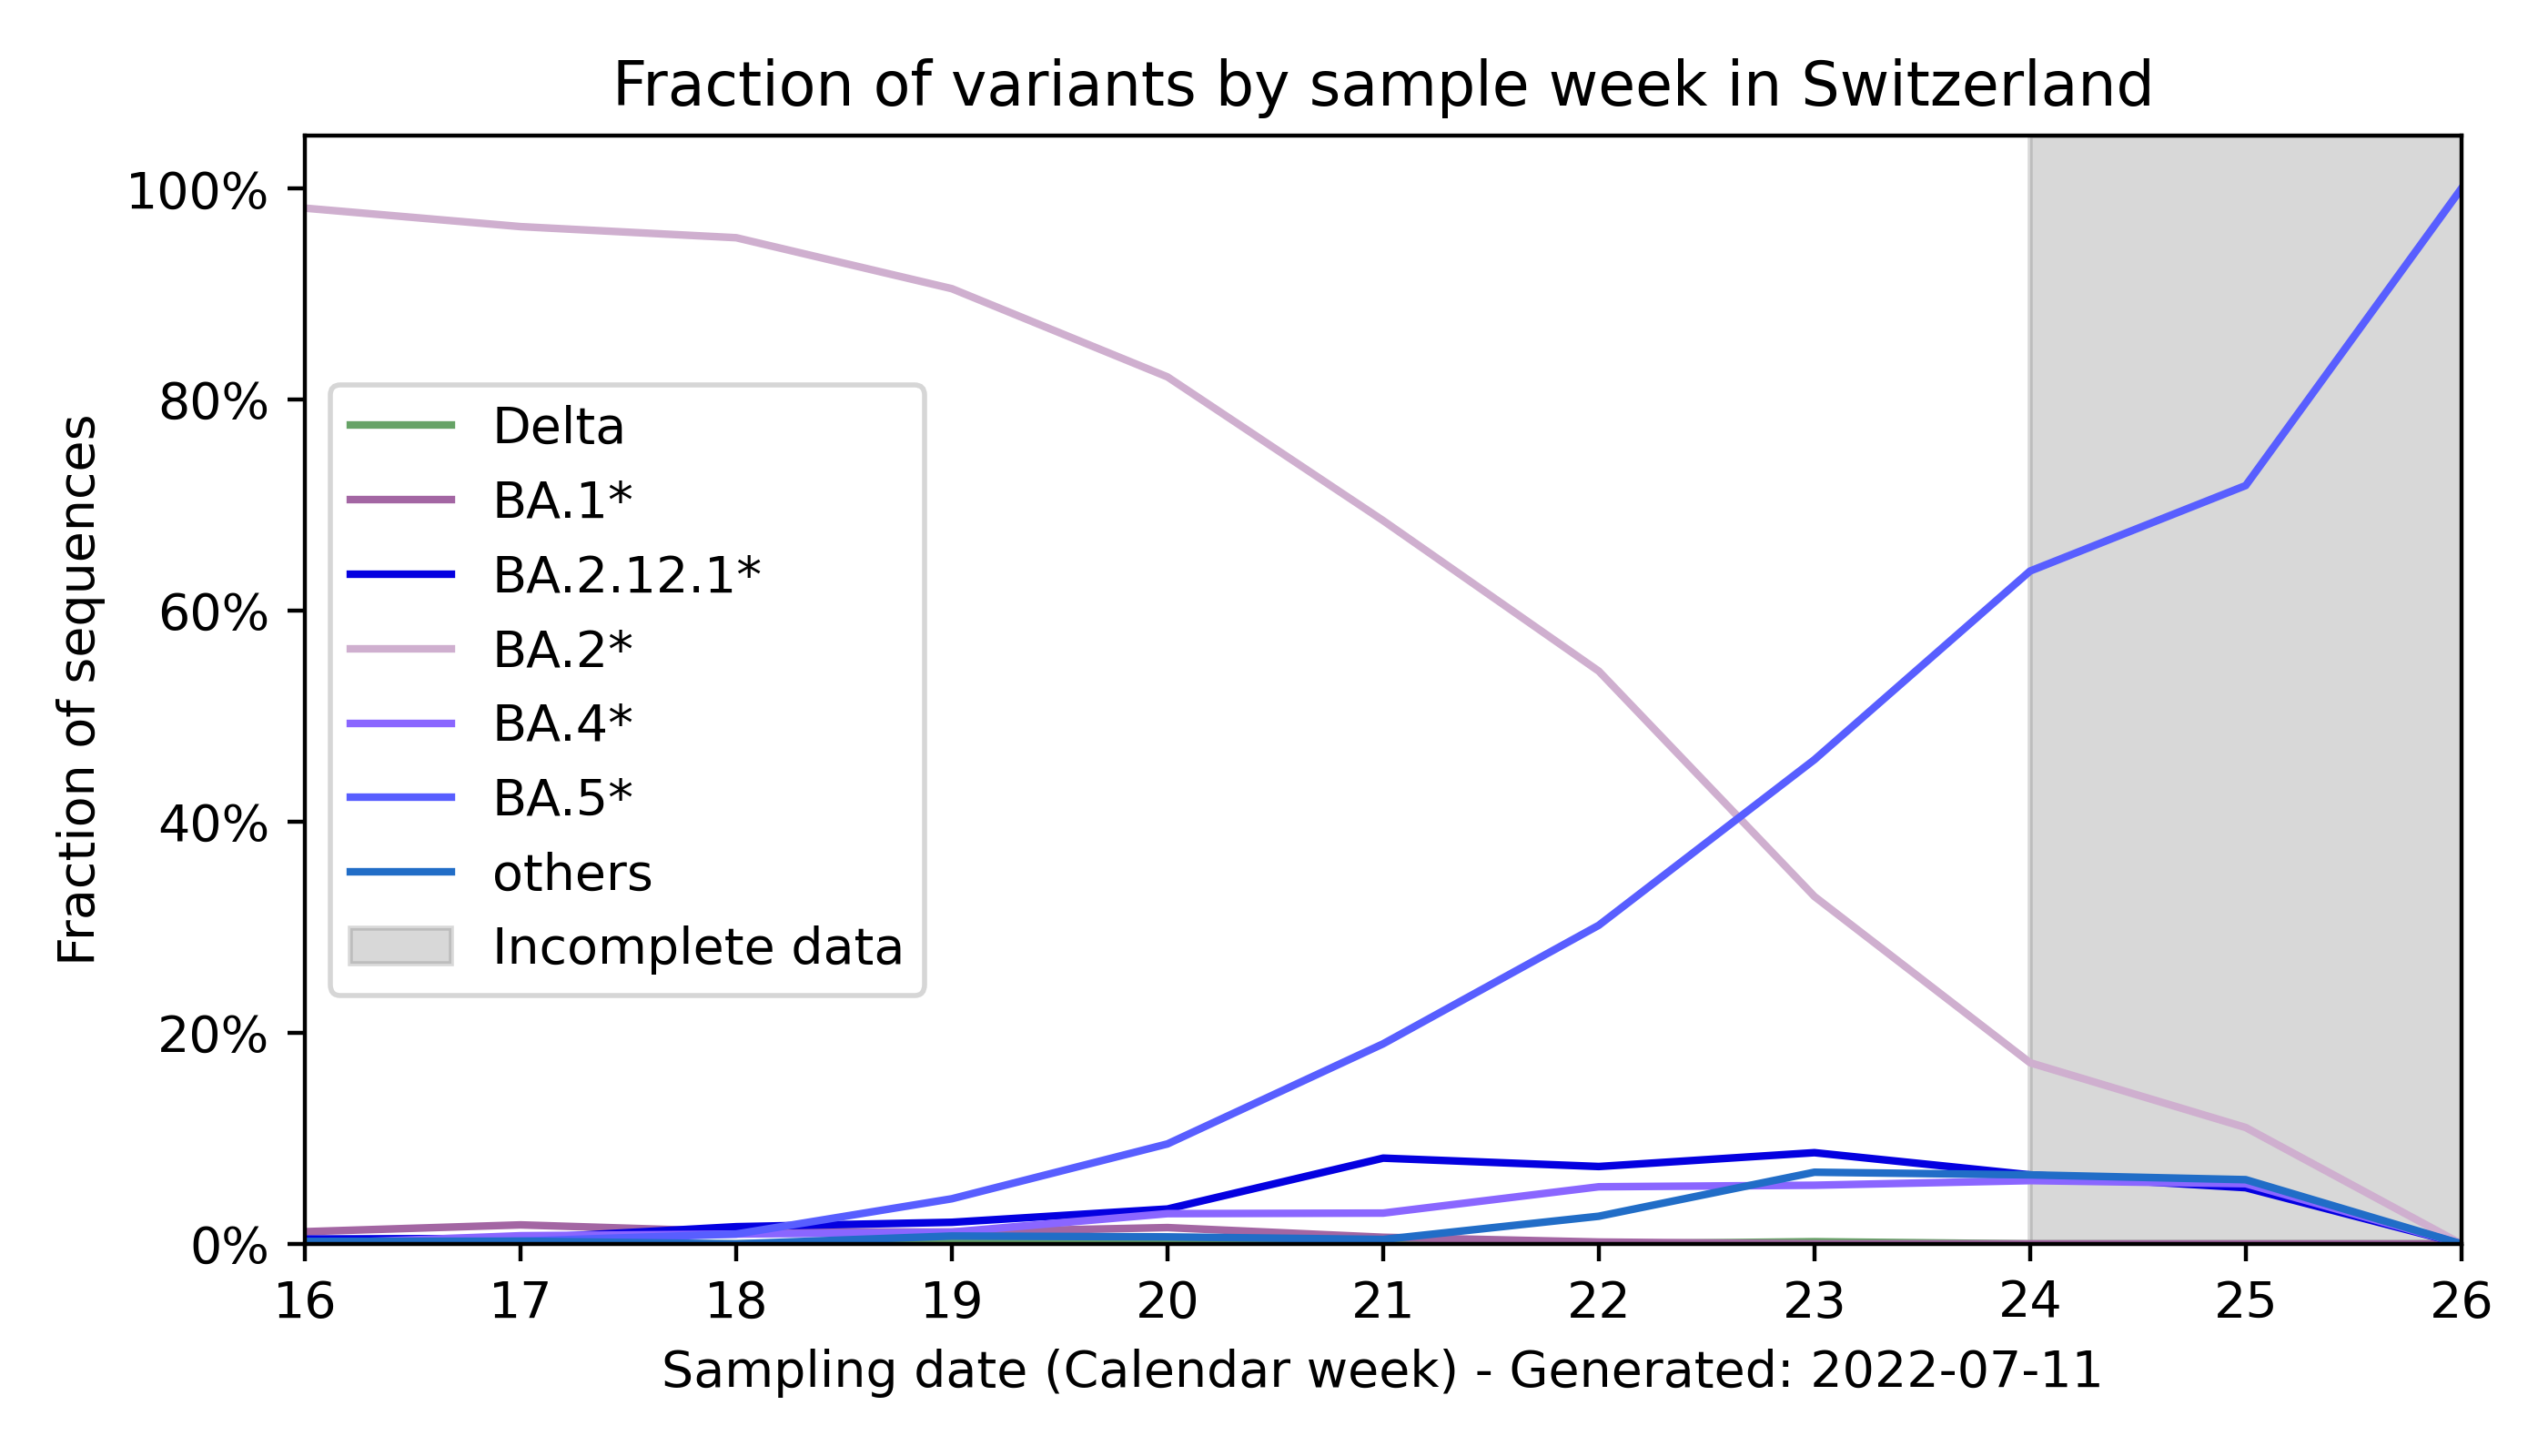 Fraction of variants by sample week in Switzerland
Fraction of sequences
100%
80%
60%
40%
20%
0%
Delta
BA.1*
BA.2.12.1*
BA.2*
BA.4*
BA.5*
others
Incomplete data
16 17 18 19 20 21 22 23 24 25 26
Sampling date (Calendar week) - Generated: 2022-07-11